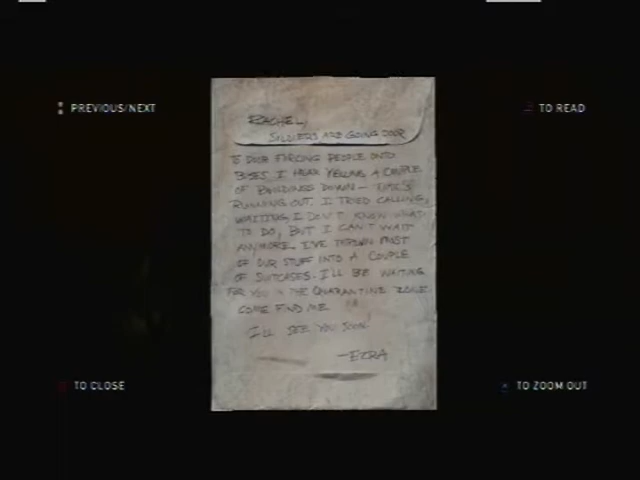 PREVIOUS/NEXT
TO READ
RACHEL,
SOLDIERS ARE GOING DOOR
TO DOOR FORCING PEOPLE ONTO
BUSES. I HEAR YELLING A COUPLE
OF BUILDINGS DOWN - TIME'S
RUNNING OUT. I TRIED CALLING,
WAITING, I DON'T KNOW WHAT
TO DO, BUT I CAN'T WAIT
ANYMORE. I'VE THROWN MOST
OF OUR STUFF INTO A COUPLE
OF SUITCASES. I'LL BE WAITING
FOR YOU IN THE QUARANTINE ZONE.
COME FIND ME
I'LL SEE YOU SOON
-EZRA
TO CLOSE
TO ZOOM OUT